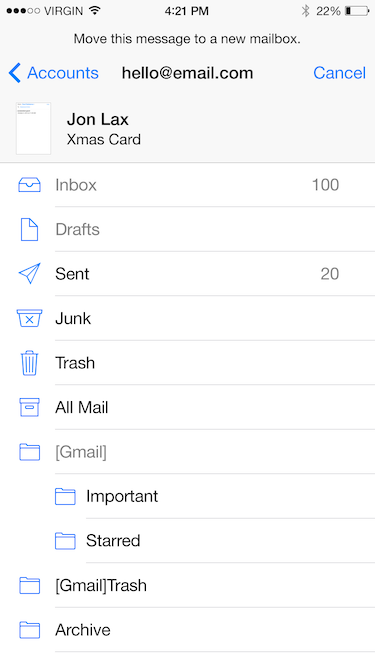 VIRGIN 4:21 PM 22%
Move this message to a new mailbox.
Accounts hello@email.com Cancel
Jon Lax
Xmas Card
Inbox 100
Drafts
Sent 20
Junk
Trash
All Mail
[Gmail]
Important
Starred
[Gmail]Trash
Archive